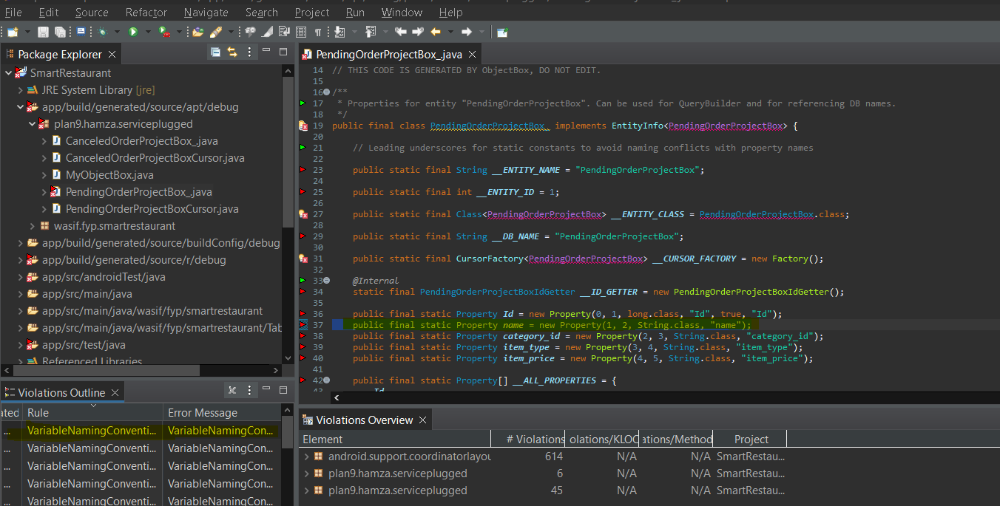 File Edit Source Refactor Navigate Search Project Run Window Help
Package Explorer
SmartRestaurant
JRE System Library [jre]
app/build/generated/source/apt/debug
plan9.hamza.serviceplugged
CanceledOrderProjectBox_.java
CanceledOrderProjectBoxCursor.java
MyObjectBox.java
PendingOrderProjectBox_.java
PendingOrderProjectBoxCursor.java
wasif.fyp.smartrestaurant
app/build/generated/source/buildConfig/debug
app/build/generated/source/r/debug
app/src/androidTest/java
app/src/main/java
app/src/main/java/wasif/fyp/smartrestaurant
app/src/main/java/wasif/fyp/smartrestaurant/Tab
app/src/test/java
Referenced Libraries
PendingOrderProjectBox_.java
14 // THIS CODE IS GENERATED BY ObjectBox, DO NOT EDIT.
15
16 /**
17 * Properties for entity "PendingOrderProjectBox". Can be used for QueryBuilder and for referencing DB names.
18 */
19 public final class PendingOrderProjectBox_ implements EntityInfo<PendingOrderProjectBox> {
20
21 // Leading underscores for static constants to avoid naming conflicts with property names
22
23 public static final String __ENTITY_NAME = "PendingOrderProjectBox";
24
25 public static final int __ENTITY_ID = 1;
26
27 public static final Class<PendingOrderProjectBox> __ENTITY_CLASS = PendingOrderProjectBox.class;
28
29 public static final String __DB_NAME = "PendingOrderProjectBox";
30
31 public static final CursorFactory<PendingOrderProjectBox> __CURSOR_FACTORY = new Factory();
32
33 @Internal
34 static final PendingOrderProjectBoxIdGetter __ID_GETTER = new PendingOrderProjectBoxIdGetter();
35
36 public final static Property Id = new Property(0, 1, long.class, "Id", true, "Id");
37 public final static Property name = new Property(1, 2, String.class, "name");
38 public final static Property category_id = new Property(2, 3, String.class, "category_id");
39 public final static Property item_type = new Property(3, 4, String.class, "item_type");
40 public final static Property item_price = new Property(4, 5, String.class, "item_price");
41
42 public final static Property[] __ALL_PROPERTIES = {
43 Id
Violations Outline
ated Rule Error Message
... VariableNamingConventi... VariableNamingCon...
... VariableNamingConventi... VariableNamingCon...
... VariableNamingConventi... VariableNamingCon...
... VariableNamingConventi... VariableNamingCon...
... VariableNamingConventi... VariableNamingCon...
Violations Overview
Element # Violations olations/KLOC ations/Method Project
android.support.coordinatorlayou 614 N/A N/A SmartRestau...
plan9.hamza.serviceplugged 6 N/A N/A SmartRestau...
plan9.hamza.serviceplugged 45 N/A N/A SmartRestau...